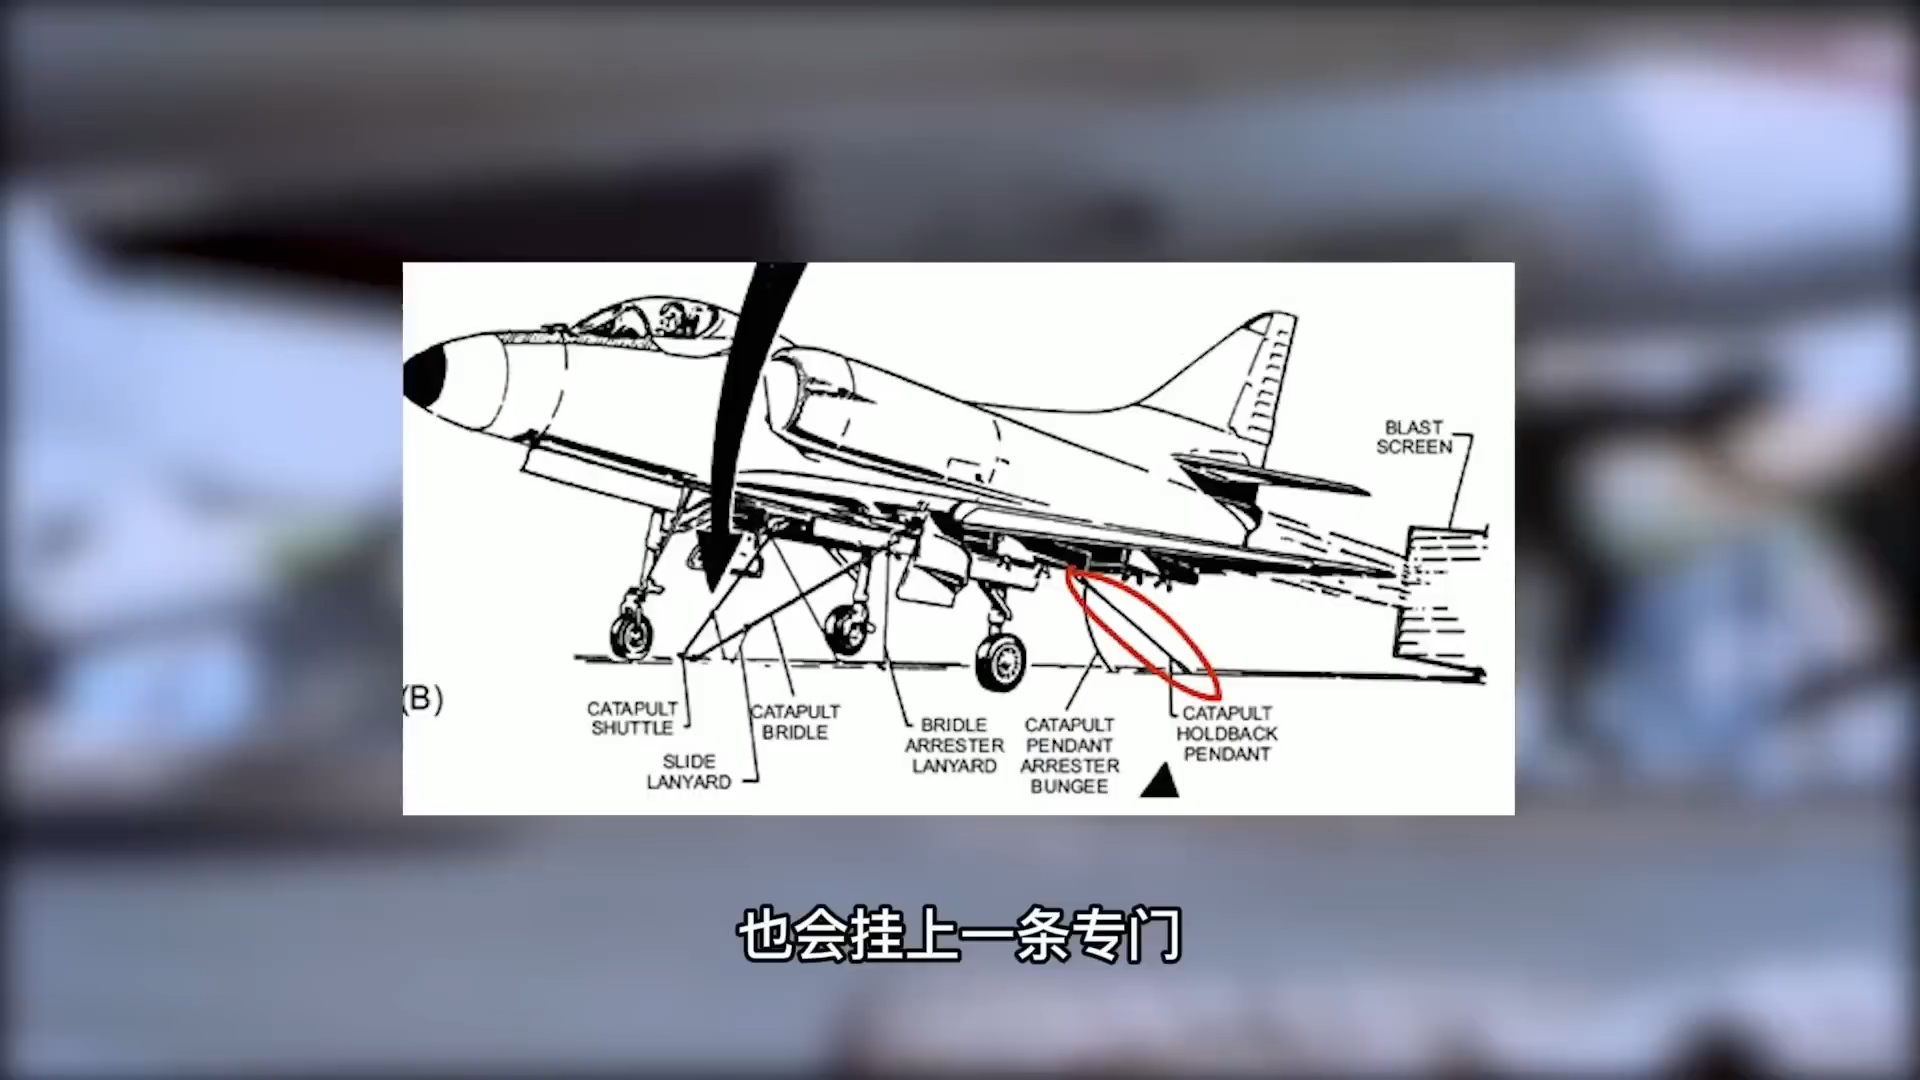 BLAST
SCREEN
(B)
CATAPULT
SHUTTLE
SLIDE
LANYARD
CATAPULT
BRIDLE
BRIDLE
ARRESTER
LANYARD
CATAPULT
PENDANT
ARRESTER
BUNGEE
CATAPULT
HOLDBACK
PENDANT
也会挂上一条专门